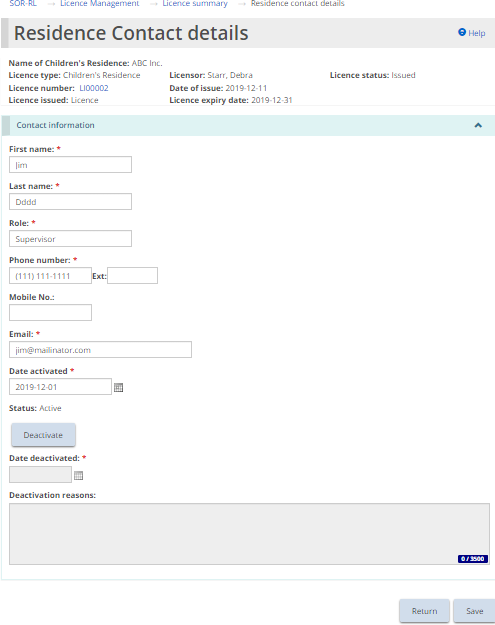 SOR-RL → Licence Management → Licence summary → Residence contact details
Residence Contact details
Help
Name of Children's Residence: ABC Inc.
Licence type: Children's Residence Licensor: Starr, Debra Licence status: Issued
Licence number: LI00002 Date of issue: 2019-12-11
Licence issued: Licence Licence expiry date: 2019-12-31
Contact information
First name: *
Jim
Last name: *
Dddd
Role: *
Supervisor
Phone number: *
(111) 111-1111 Ext:
Mobile No.:
Email: *
jim@mailinator.com
Date activated *
2019-12-01
Status: Active
Deactivate
Date deactivated: *
Deactivation reasons:
0 / 3500
Return Save